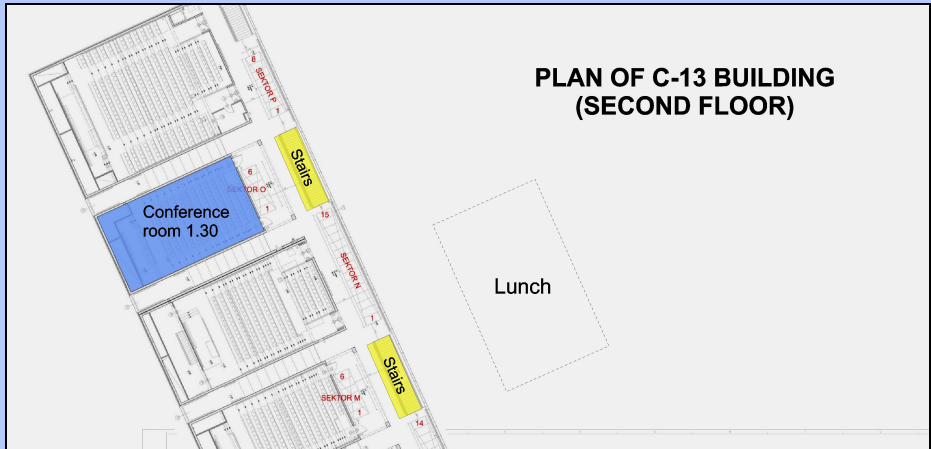 PLAN OF C-13 BUILDING
(SECOND FLOOR)
8
SEKTOR P
1
Stairs
6
SEKTOR O
1
Conference
room 1.30
15
SEKTOR N
1
Lunch
Stairs
6
SEKTOR M
1
14